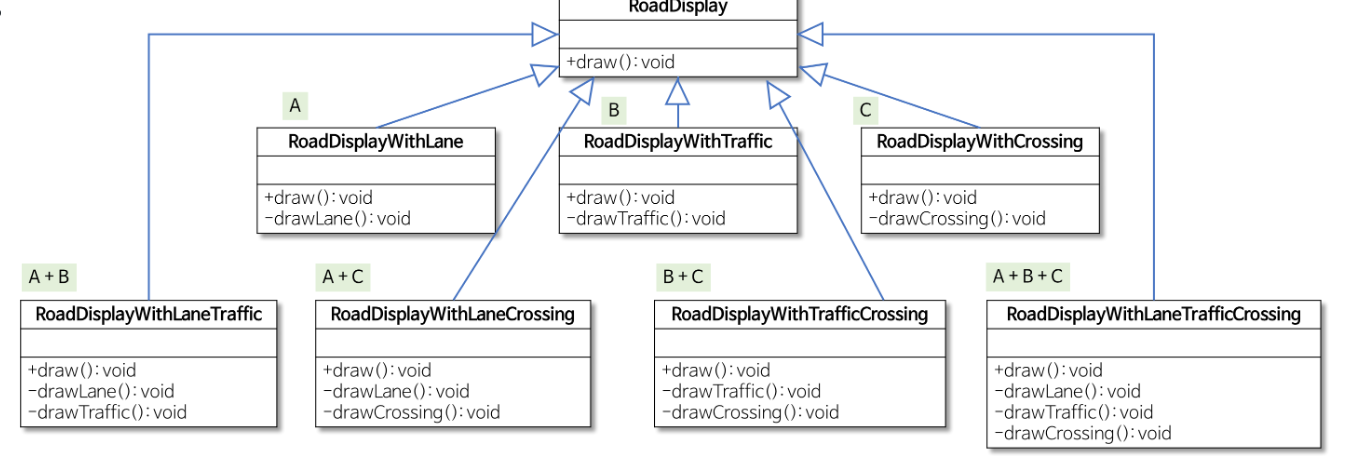 RoadDisplay
+draw(): void
A
B
C
RoadDisplayWithLane
+draw(): void
-drawLane(): void
RoadDisplayWithTraffic
+draw(): void
-drawTraffic(): void
RoadDisplayWithCrossing
+draw(): void
-drawCrossing(): void
A + B
RoadDisplayWithLaneTraffic
+draw(): void
-drawLane(): void
-drawTraffic(): void
A + C
RoadDisplayWithLaneCrossing
+draw(): void
-drawLane(): void
-drawCrossing(): void
B + C
RoadDisplayWithTrafficCrossing
+draw(): void
-drawTraffic(): void
-drawCrossing(): void
A + B + C
RoadDisplayWithLaneTrafficCrossing
+draw(): void
-drawLane(): void
-drawTraffic(): void
-drawCrossing(): void